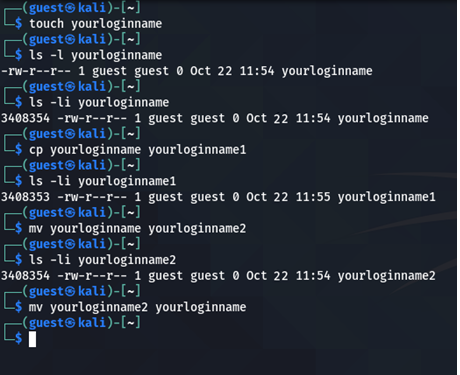 ┌──(guest㉿kali)-[~]
└─$ touch yourloginname
┌──(guest㉿kali)-[~]
└─$ ls -l yourloginname
-rw-r--r-- 1 guest guest 0 Oct 22 11:54 yourloginname
┌──(guest㉿kali)-[~]
└─$ ls -li yourloginname
3408354 -rw-r--r-- 1 guest guest 0 Oct 22 11:54 yourloginname
┌──(guest㉿kali)-[~]
└─$ cp yourloginname yourloginname1
┌──(guest㉿kali)-[~]
└─$ ls -li yourloginname1
3408353 -rw-r--r-- 1 guest guest 0 Oct 22 11:55 yourloginname1
┌──(guest㉿kali)-[~]
└─$ mv yourloginname yourloginname2
┌──(guest㉿kali)-[~]
└─$ ls -li yourloginname2
3408354 -rw-r--r-- 1 guest guest 0 Oct 22 11:54 yourloginname2
┌──(guest㉿kali)-[~]
└─$ mv yourloginname2 yourloginname
┌──(guest㉿kali)-[~]
└─$